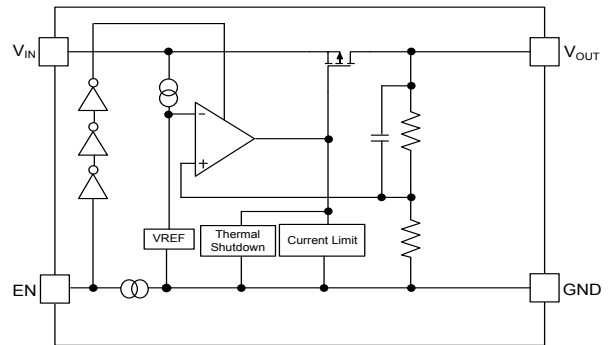 VIN
VOUT
−
+
VREF
Thermal
Shutdown
Current Limit
EN
GND